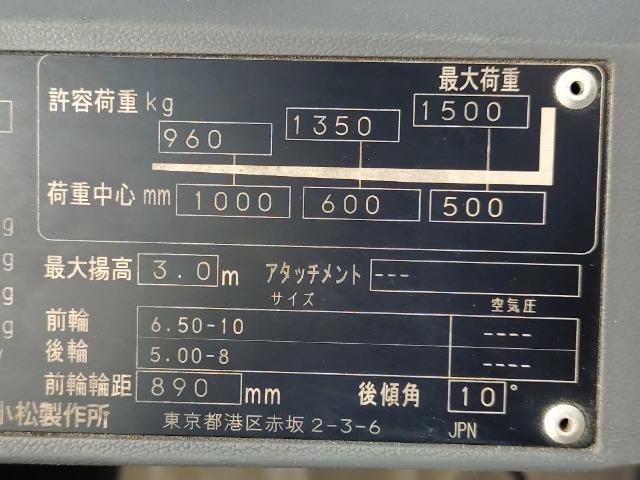 最大荷重
許容荷重 kg 960 1350 1500
荷重中心 mm 1000 600 500
最大揚高 3.0 m アタッチメント ---
サイズ 空気圧
前輪 6.50-10 ----
後輪 5.00-8 ----
前輪輪距 890 mm 後傾角 10°
小松製作所 東京都港区赤坂 2-3-6 JPN
g
g
g
g